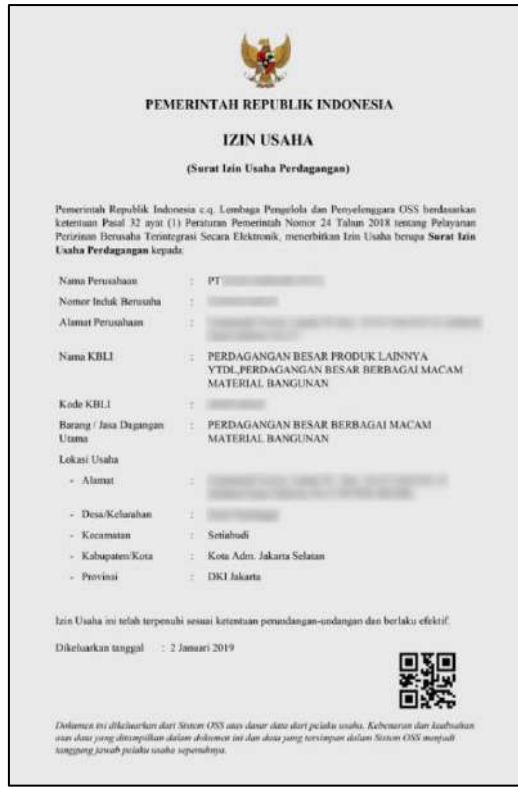 PEMERINTAH REPUBLIK INDONESIA
IZIN USAHA
(Surat Izin Usaha Perdagangan)
Pemerintah Republik Indonesia c.q. Lembaga Pengelola dan Penyelenggara OSS berdasarkan
ketentuan Pasal 32 ayat (1) Peraturan Pemerintah Nomor 24 Tahun 2018 tentang Pelayanan
Perizinan Berusaha Terintegrasi Secara Elektronik, menerbitkan Izin Usaha berupa Surat Izin
Usaha Perdagangan kepada:
Nama Perusahaan : PT
Nomor Induk Berusaha :
Alamat Perusahaan :
Nama KBLI : PERDAGANGAN BESAR PRODUK LAINNYA
YTDL,PERDAGANGAN BESAR BERBAGAI MACAM
MATERIAL BANGUNAN
Kode KBLI :
Barang / Jasa Dagangan : PERDAGANGAN BESAR BERBAGAI MACAM
Utama MATERIAL BANGUNAN
Lokasi Usaha
- Alamat :
- Desa/Kelurahan :
- Kecamatan : Setiabudi
- Kabupaten/Kota : Kota Adm. Jakarta Selatan
- Provinsi : DKI Jakarta
Izin Usaha ini telah terpenuhi sesuai ketentuan perundangan-undangan dan berlaku efektif.
Dikeluarkan tanggal : 2 Januari 2019
Dokumen ini dikeluarkan dari Sistem OSS atas dasar data dari pelaku usaha. Kebenaran dan keabsahan
atas data yang ditampilkan dalam dokumen ini dan data yang tersimpan dalam Sistem OSS menjadi
tanggung jawab pelaku usaha sepenuhnya.